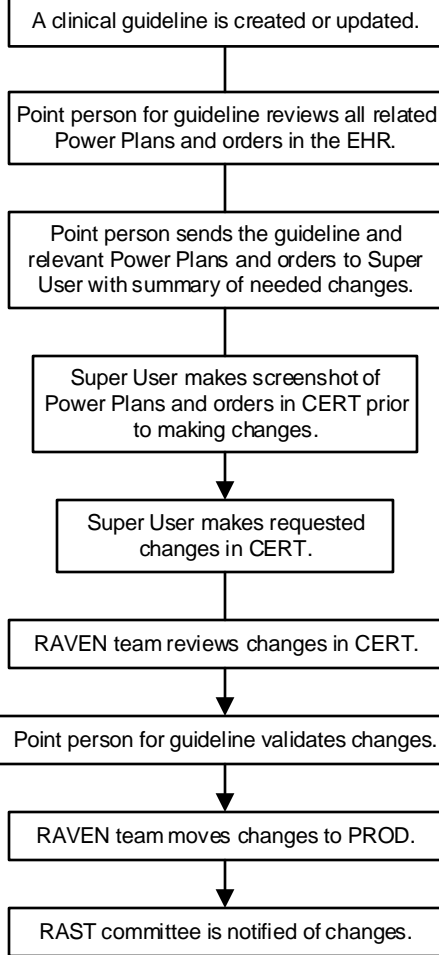 A clinical guideline is created or updated.
Point person for guideline reviews all related
Power Plans and orders in the EHR.
Point person sends the guideline and
relevant Power Plans and orders to Super
User with summary of needed changes.
Super User makes screenshot of
Power Plans and orders in CERT prior
to making changes.
Super User makes requested
changes in CERT.
RAVEN team reviews changes in CERT.
Point person for guideline validates changes.
RAVEN team moves changes to PROD.
RAST committee is notified of changes.